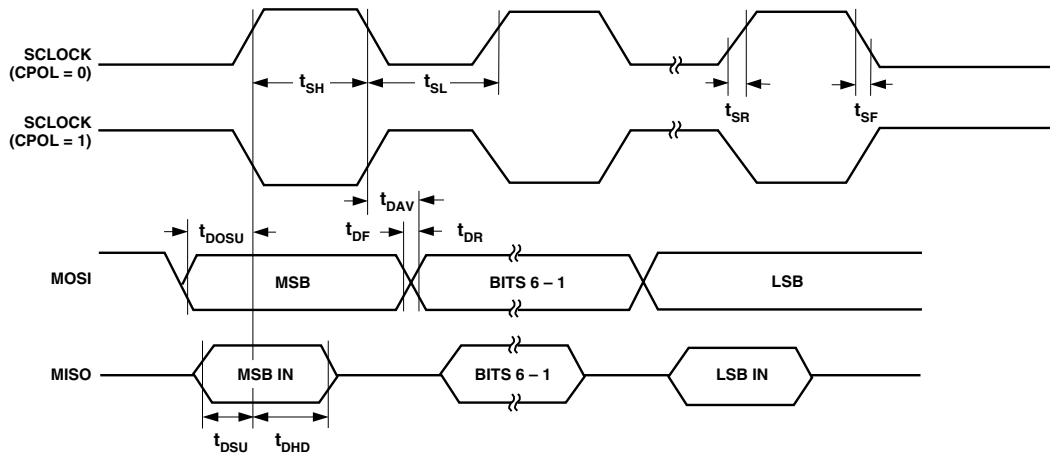 SCLOCK
(CPOL = 0)
tSH
tSL
tSR
tSF
SCLOCK
(CPOL = 1)
tDAV
tDOSU
tDF
tDR
MOSI
MSB
BITS 6 – 1
LSB
MISO
MSB IN
BITS 6 – 1
LSB IN
tDSU
tDHD